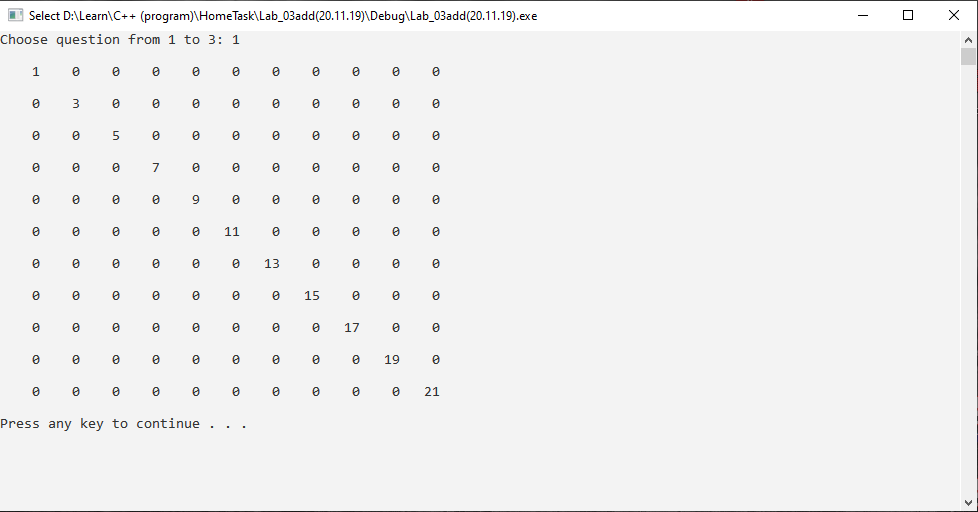 Select D:\Learn\C++ (program)\HomeTask\Lab_03add(20.11.19)\Debug\Lab_03add(20.11.19).exe
Choose question from 1 to 3: 1
1 0 0 0 0 0 0 0 0 0 0
0 3 0 0 0 0 0 0 0 0 0
0 0 5 0 0 0 0 0 0 0 0
0 0 0 7 0 0 0 0 0 0 0
0 0 0 0 9 0 0 0 0 0 0
0 0 0 0 0 11 0 0 0 0 0
0 0 0 0 0 0 13 0 0 0 0
0 0 0 0 0 0 0 15 0 0 0
0 0 0 0 0 0 0 0 17 0 0
0 0 0 0 0 0 0 0 0 19 0
0 0 0 0 0 0 0 0 0 0 21
Press any key to continue . . .